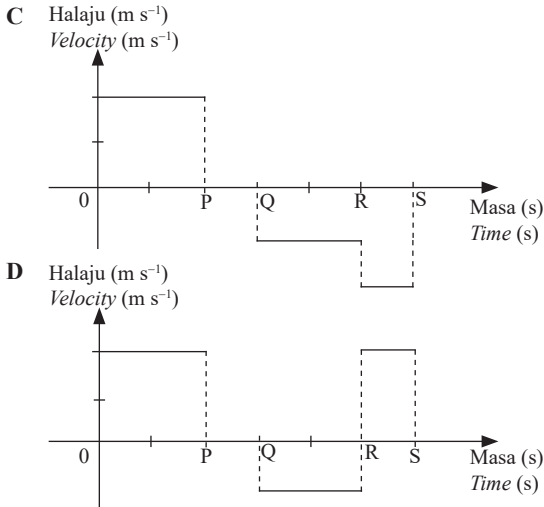 C Halaju (m s⁻¹)
Velocity (m s⁻¹)
0 P Q R S
Masa (s)
Time (s)
D Halaju (m s⁻¹)
Velocity (m s⁻¹)
0 P Q R S
Masa (s)
Time (s)